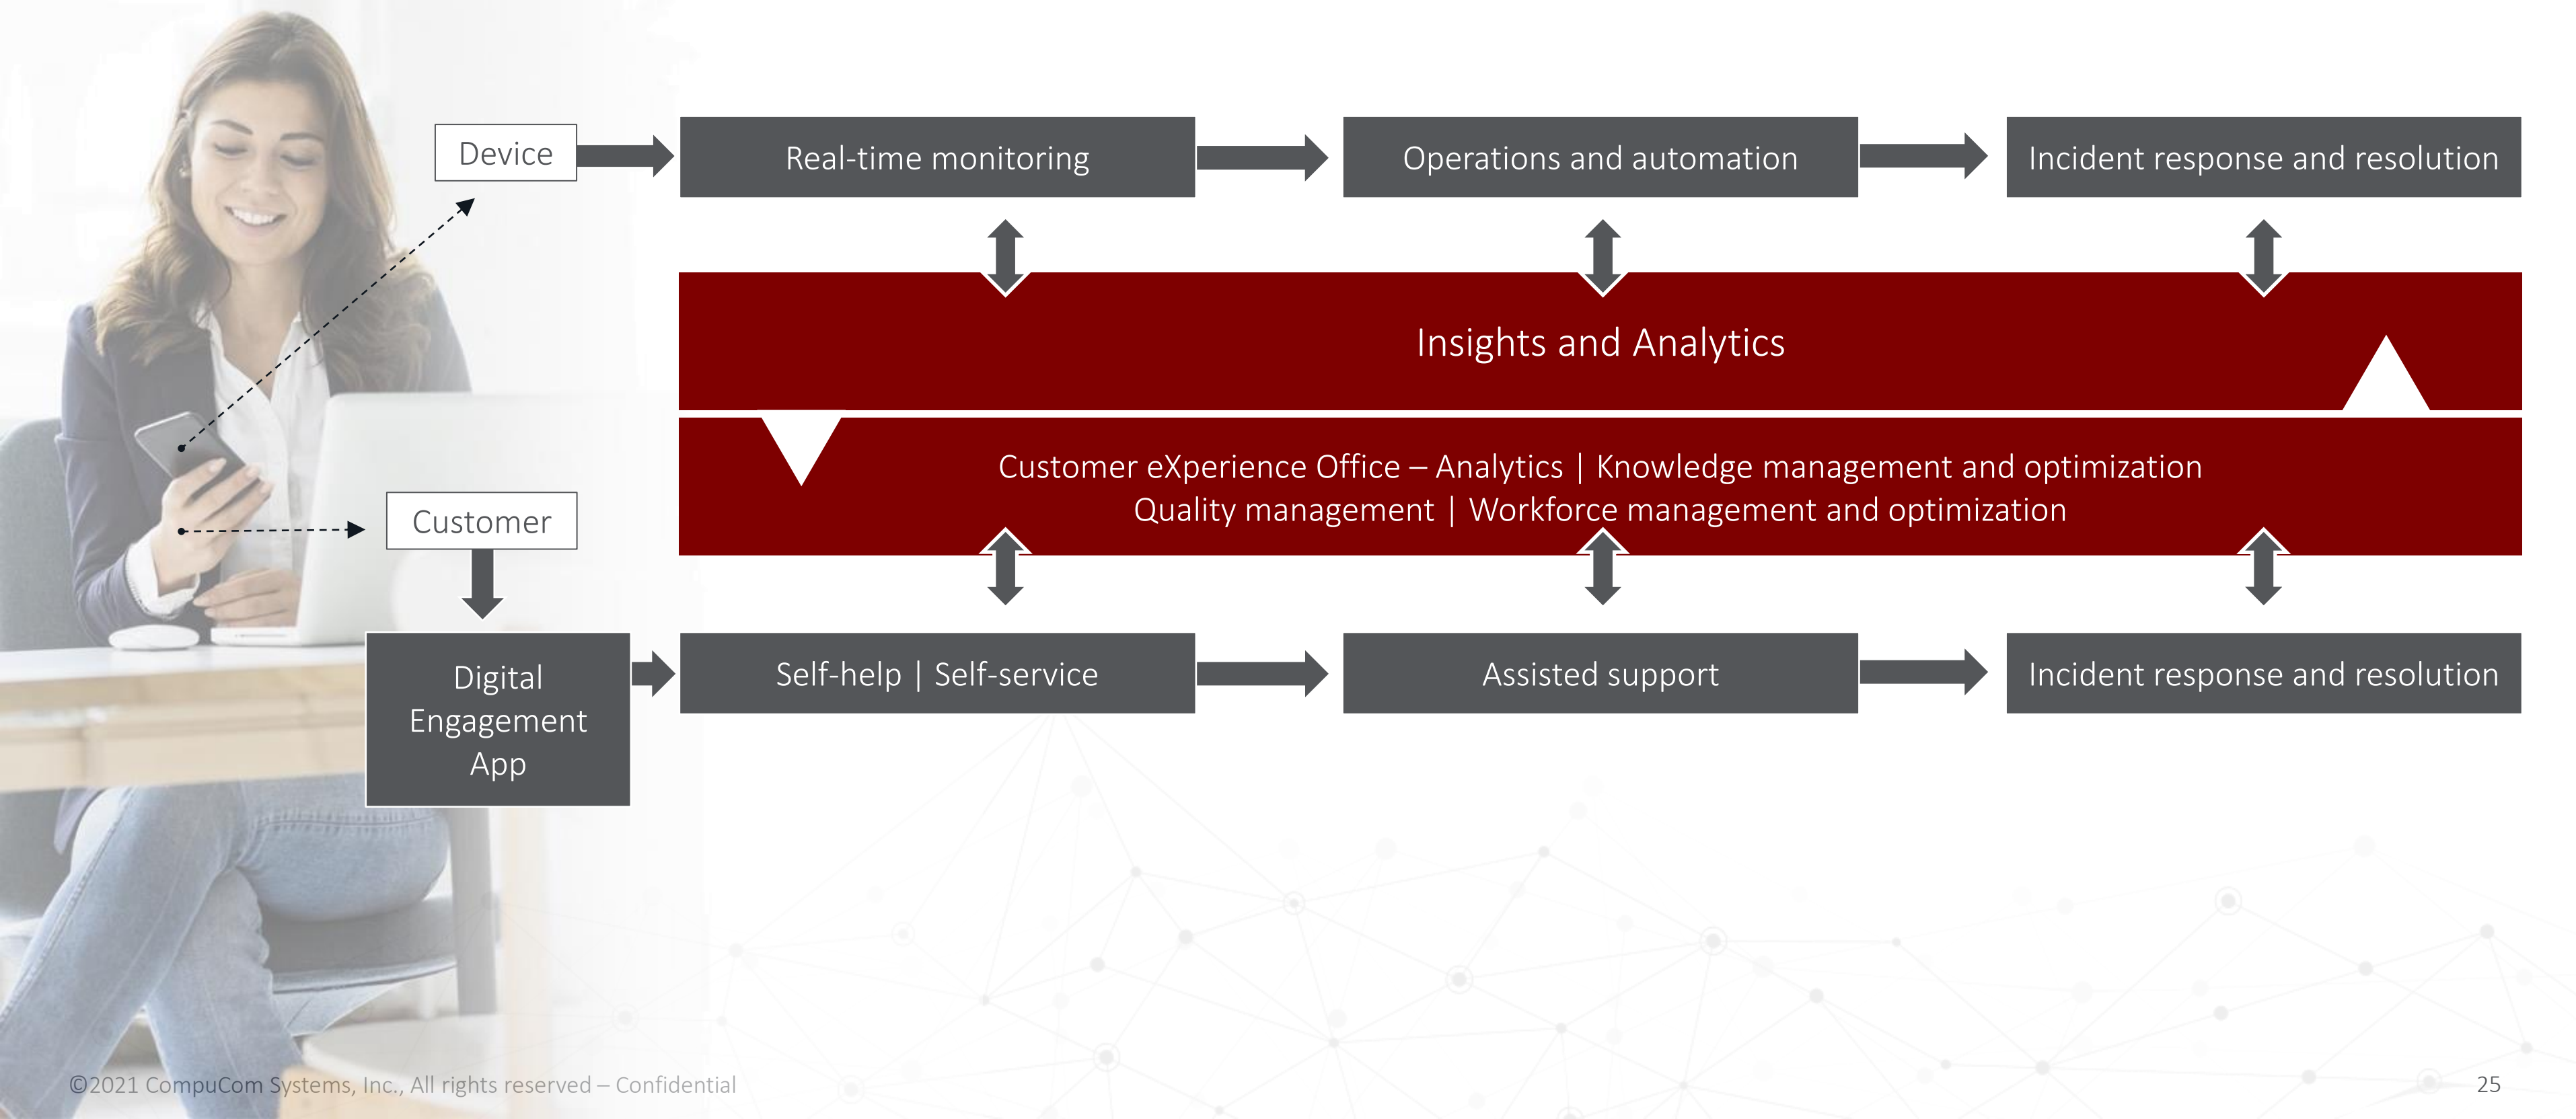 Device
Real-time monitoring
Operations and automation
Incident response and resolution
Insights and Analytics
Customer eXperience Office – Analytics | Knowledge management and optimization
Quality management | Workforce management and optimization
Customer
Digital
Engagement
App
Self-help | Self-service
Assisted support
Incident response and resolution
©2021 CompuCom Systems, Inc., All rights reserved – Confidential
25